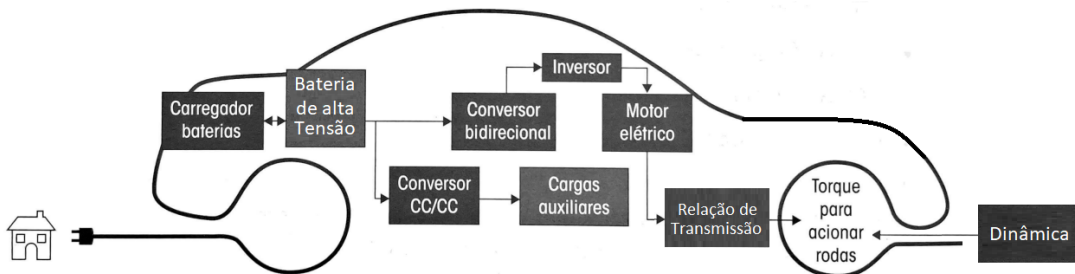 Carregador
baterias
Bateria
de alta
Tensão
Conversor
bidirecional
Inversor
Motor
elétrico
Conversor
CC/CC
Cargas
auxiliares
Relação de
Transmissão
Torque
para
acionar
rodas
Dinâmica